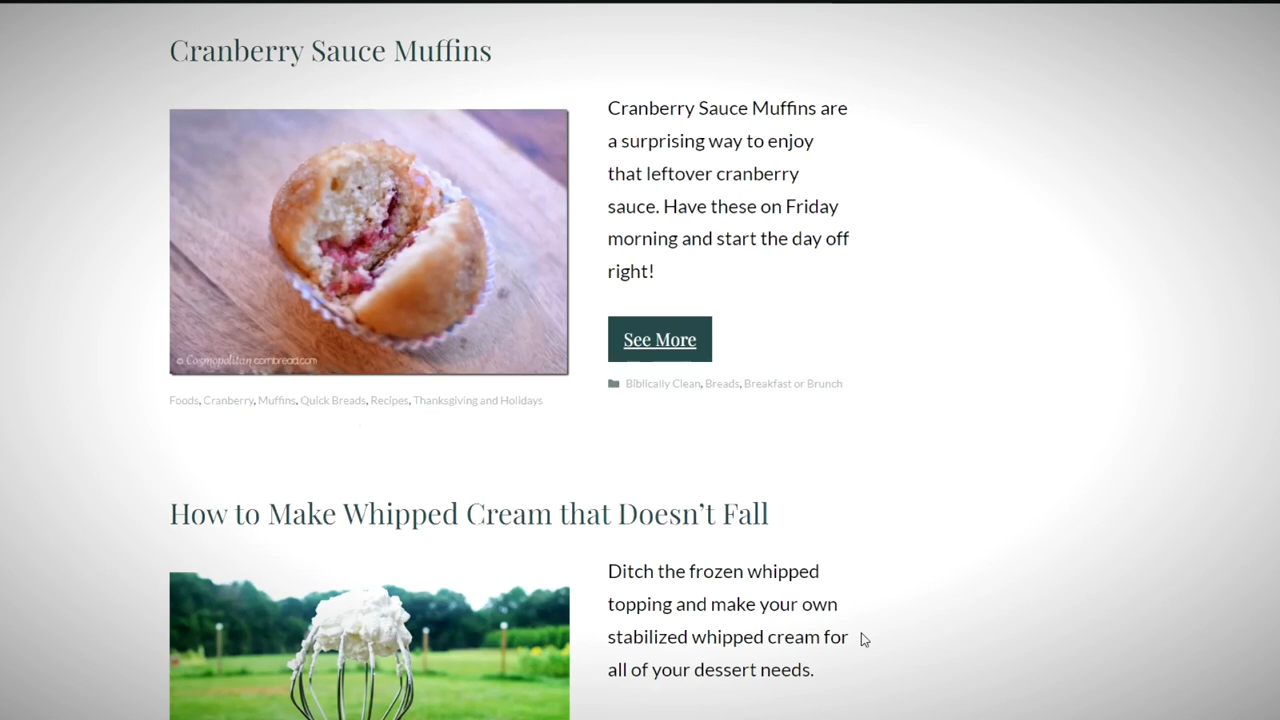 Cranberry Sauce Muffins
Cranberry Sauce Muffins are
a surprising way to enjoy
that leftover cranberry
sauce. Have these on Friday
morning and start the day off
right!
© Cosmopolitan cornbread.com
See More
Biblically Clean, Breads, Breakfast or Brunch
Foods, Cranberry, Muffins, Quick Breads, Recipes, Thanksgiving and Holidays
How to Make Whipped Cream that Doesn’t Fall
Ditch the frozen whipped
topping and make your own
stabilized whipped cream for
all of your dessert needs.